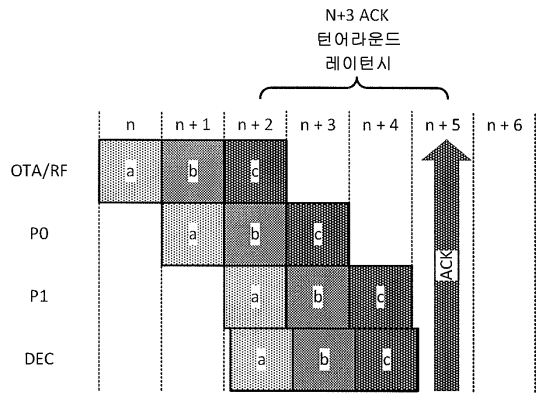 N+3 ACK
턴어라운드
레이턴시
n n + 1 n + 2 n + 3 n + 4 n + 5 n + 6
OTA/RF a b c
P0 a b c
P1 a b c
DEC a b c
ACK